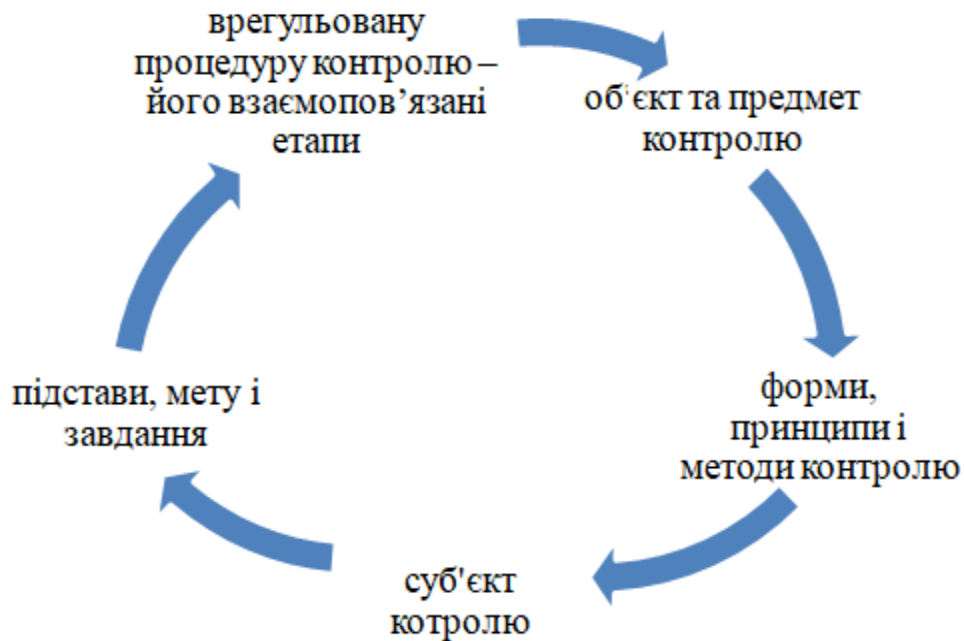 врегульовану
процедуру контролю –
його взаємопов’язані
етапи
об'єкт та предмет
контролю
форми,
принципи і
методи контролю
суб'єкт
котролю
підстави, мету і
завдання